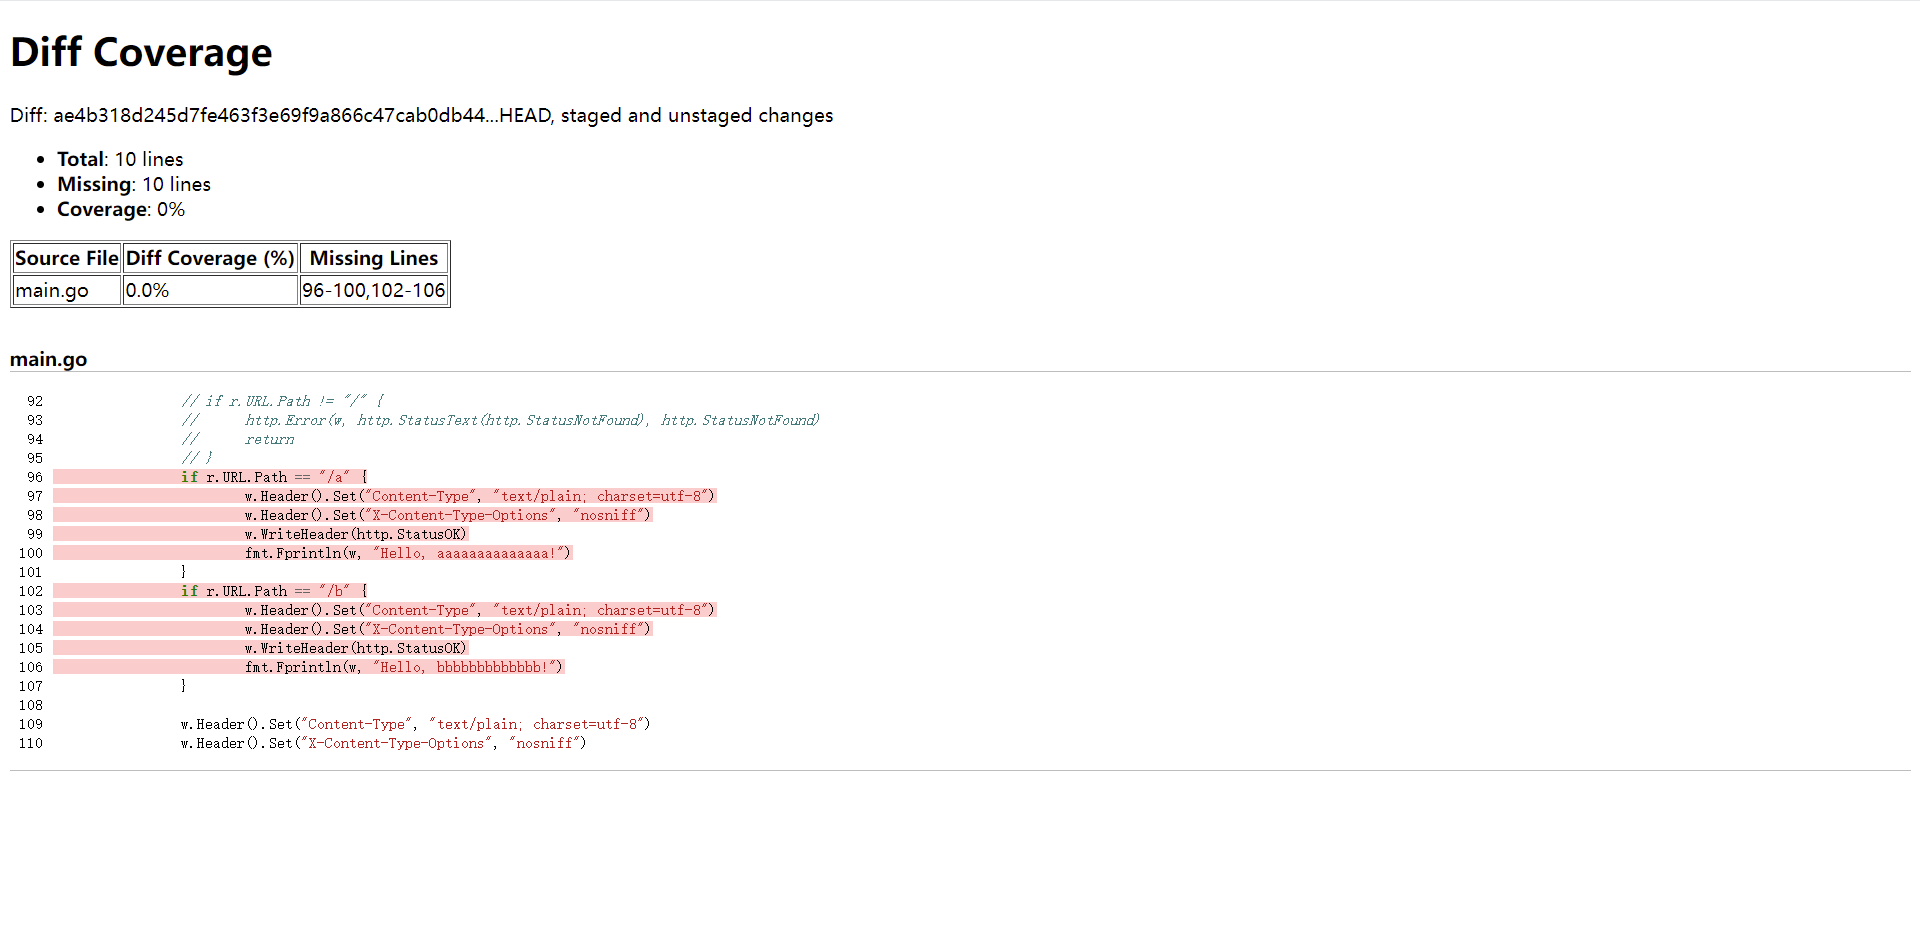 Diff Coverage
Diff: ae4b318d245d7fe463f3e69f9a866c47cab0db44...HEAD, staged and unstaged changes
• Total: 10 lines
• Missing: 10 lines
• Coverage: 0%
Source File Diff Coverage (%) Missing Lines
main.go 0.0% 96-100,102-106
main.go
92 // if r.URL.Path != "/" {
93 // http.Error(w, http.StatusText(http.StatusNotFound), http.StatusNotFound)
94 // return
95 // }
96 if r.URL.Path == "/a" {
97 w.Header().Set("Content-Type", "text/plain; charset=utf-8")
98 w.Header().Set("X-Content-Type-Options", "nosniff")
99 w.WriteHeader(http.StatusOK)
100 fmt.Fprintln(w, "Hello, aaaaaaaaaaaaaa!")
101 }
102 if r.URL.Path == "/b" {
103 w.Header().Set("Content-Type", "text/plain; charset=utf-8")
104 w.Header().Set("X-Content-Type-Options", "nosniff")
105 w.WriteHeader(http.StatusOK)
106 fmt.Fprintln(w, "Hello, bbbbbbbbbbbbb!")
107 }
108
109 w.Header().Set("Content-Type", "text/plain; charset=utf-8")
110 w.Header().Set("X-Content-Type-Options", "nosniff")